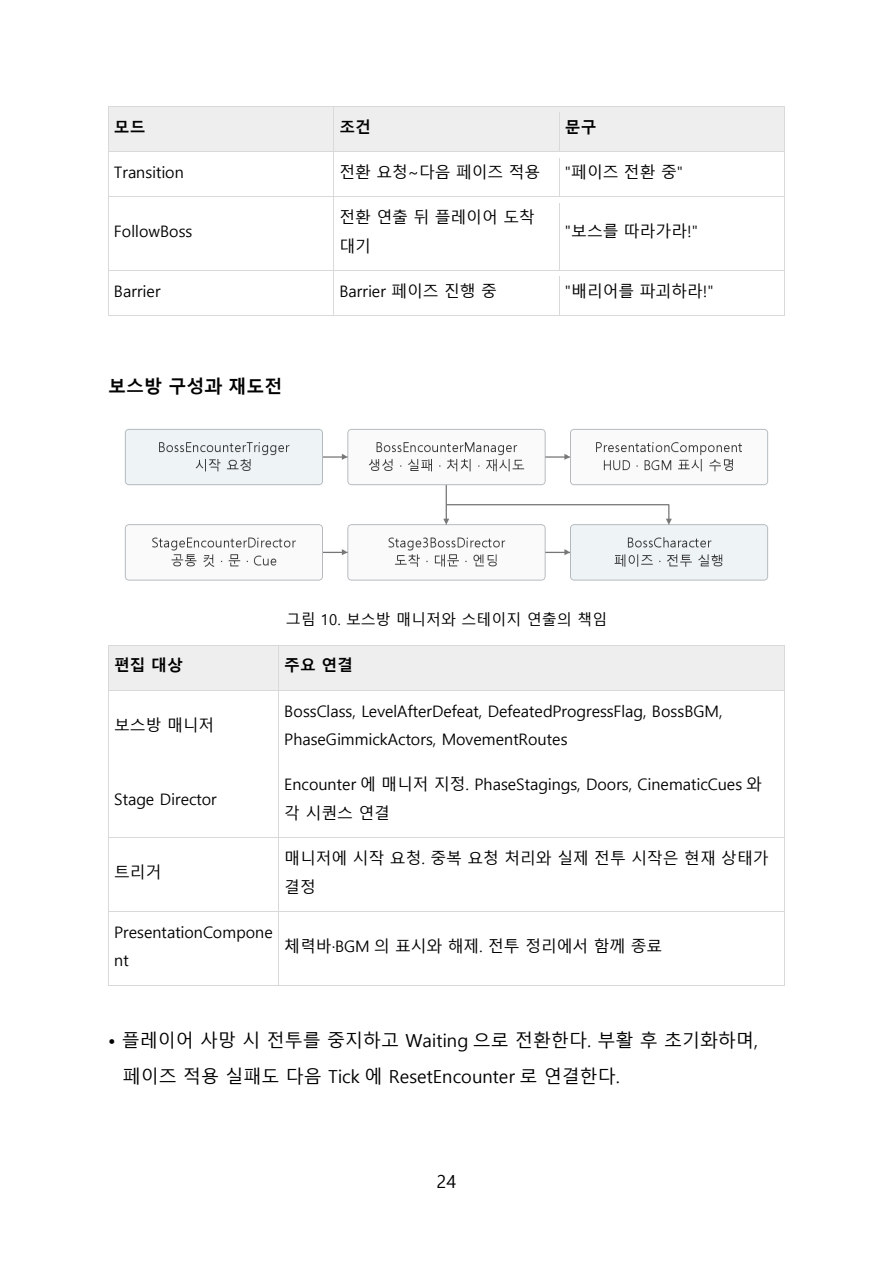 모드 조건 문구
Transition 전환 요청~다음 페이즈 적용 "페이즈 전환 중"
FollowBoss 전환 연출 뒤 플레이어 도착
대기 "보스를 따라가라!"
Barrier Barrier 페이즈 진행 중 "배리어를 파괴하라!"
보스방 구성과 재도전
BossEncounterTrigger
시작 요청
BossEncounterManager
생성 · 실패 · 처치 · 재시도
PresentationComponent
HUD · BGM 표시 수명
StageEncounterDirector
공통 컷 · 문 · Cue
Stage3BossDirector
도착 · 대문 · 엔딩
BossCharacter
페이즈 · 전투 실행
그림 10. 보스방 매니저와 스테이지 연출의 책임
편집 대상 주요 연결
보스방 매니저
BossClass, LevelAfterDefeat, DefeatedProgressFlag, BossBGM,
PhaseGimmickActors, MovementRoutes
Stage Director
Encounter 에 매니저 지정. PhaseStagings, Doors, CinematicCues 와
각 시퀀스 연결
트리거
매니저에 시작 요청. 중복 요청 처리와 실제 전투 시작은 현재 상태가
결정
PresentationCompone
nt
체력바·BGM 의 표시와 해제. 전투 정리에서 함께 종료
• 플레이어 사망 시 전투를 중지하고 Waiting 으로 전환한다. 부활 후 초기화하며,
페이즈 적용 실패도 다음 Tick 에 ResetEncounter 로 연결한다.
24